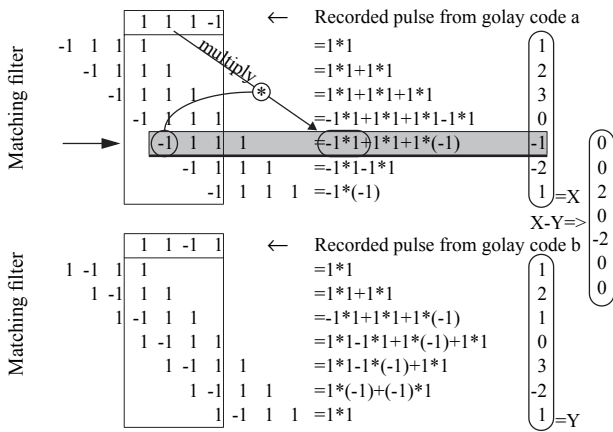 1 1 1 -1 ← Recorded pulse from golay code a
-1 1 1 1 =1*1 1
-1 1 1 1 =1*1+1*1 2
-1 1 1 1 =1*1+1*1+1*1 3
-1 1 1 1 =-1*1+1*1+1*1-1*1 0
-1 1 1 1 =-1*1+1*1+1*(-1) -1
-1 1 1 1 =-1*1-1*1 -2
-1 1 1 1 =-1*(-1) 1 =X
multiply
*
Matching filter
X-Y=>
0
0
2
0
-2
0
0
1 1 -1 1 ← Recorded pulse from golay code b
1 -1 1 1 =1*1 1
1 -1 1 1 =1*1+1*1 2
1 -1 1 1 =-1*1+1*1+1*(-1) 1
1 -1 1 1 =1*1-1*1+1*(-1)+1*1 0
1 -1 1 1 =1*1-1*(-1)+1*1 3
1 -1 1 1 =1*(-1)+(-1)*1 -2
1 -1 1 1 =1*1 1 =Y
Matching filter